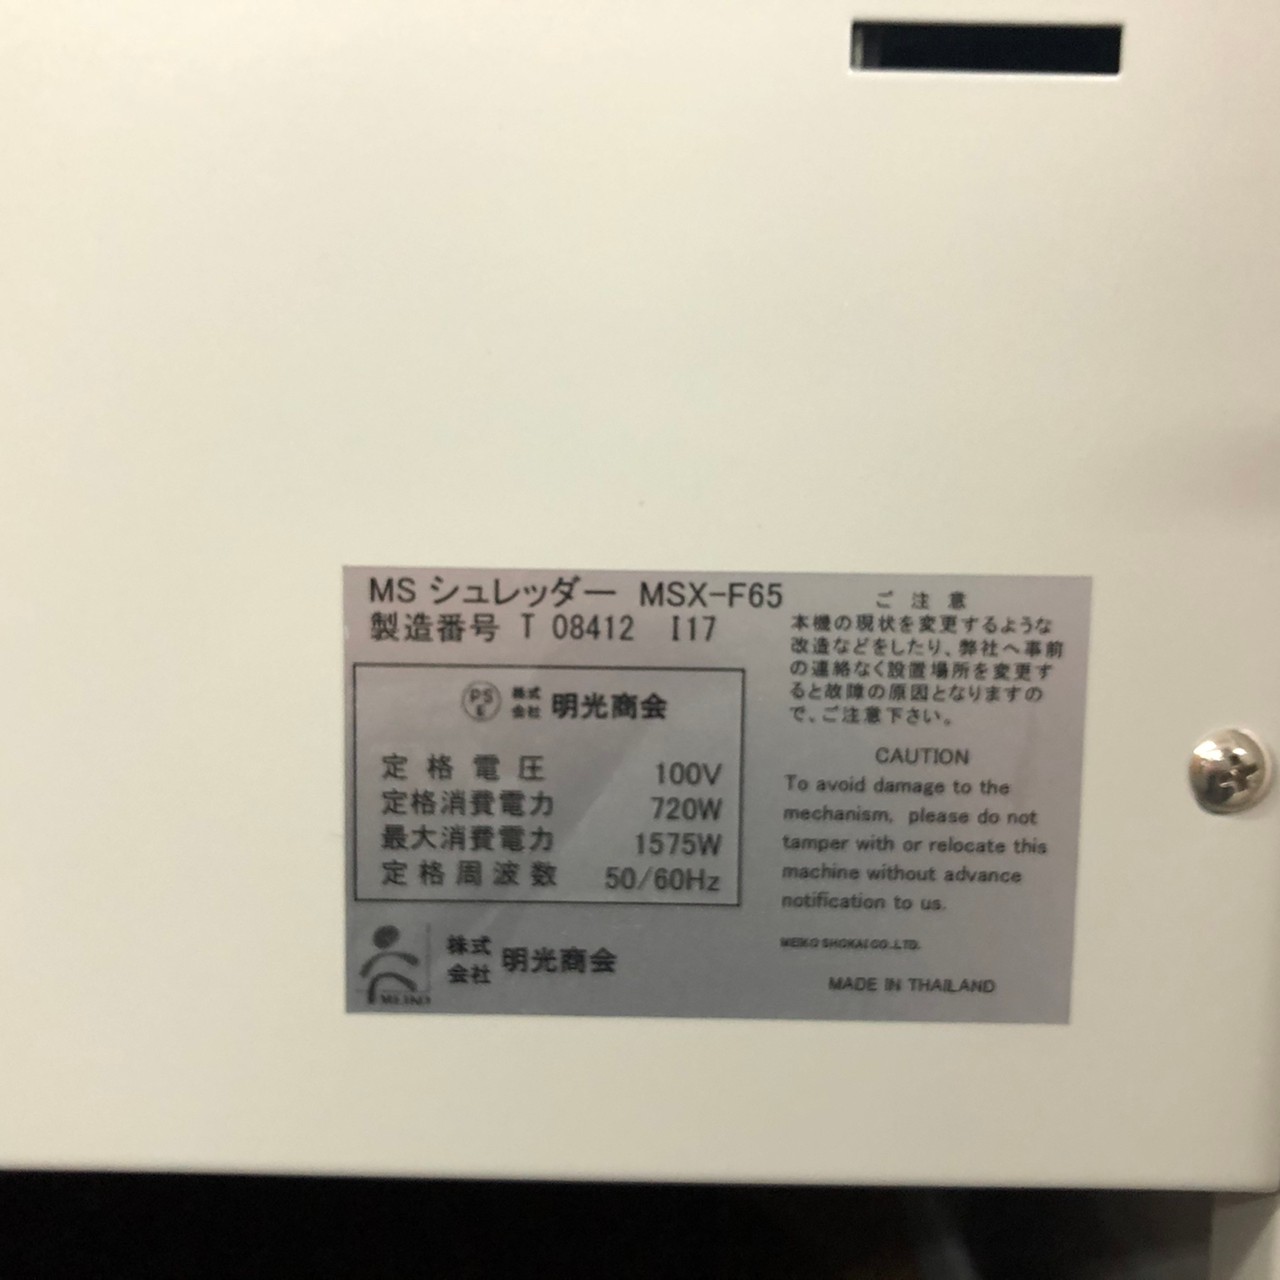 MS シュレッダー MSX-F65
製造番号 T 08412 I17
PSE 株式会社 明光商会
定格電圧 100V
定格消費電力 720W
最大消費電力 1575W
定格周波数 50/60Hz
MEIKO
株式会社 明光商会
ご注意
本機の現状を変更するような
改造などをしたり、弊社へ事前
の連絡なく設置場所を変更す
ると故障の原因となりますの
で、ご注意下さい。
CAUTION
To avoid damage to the
mechanism, please do not
tamper with or relocate this
machine without advance
notification to us.
MEIKO SHOKAI CO.,LTD.
MADE IN THAILAND